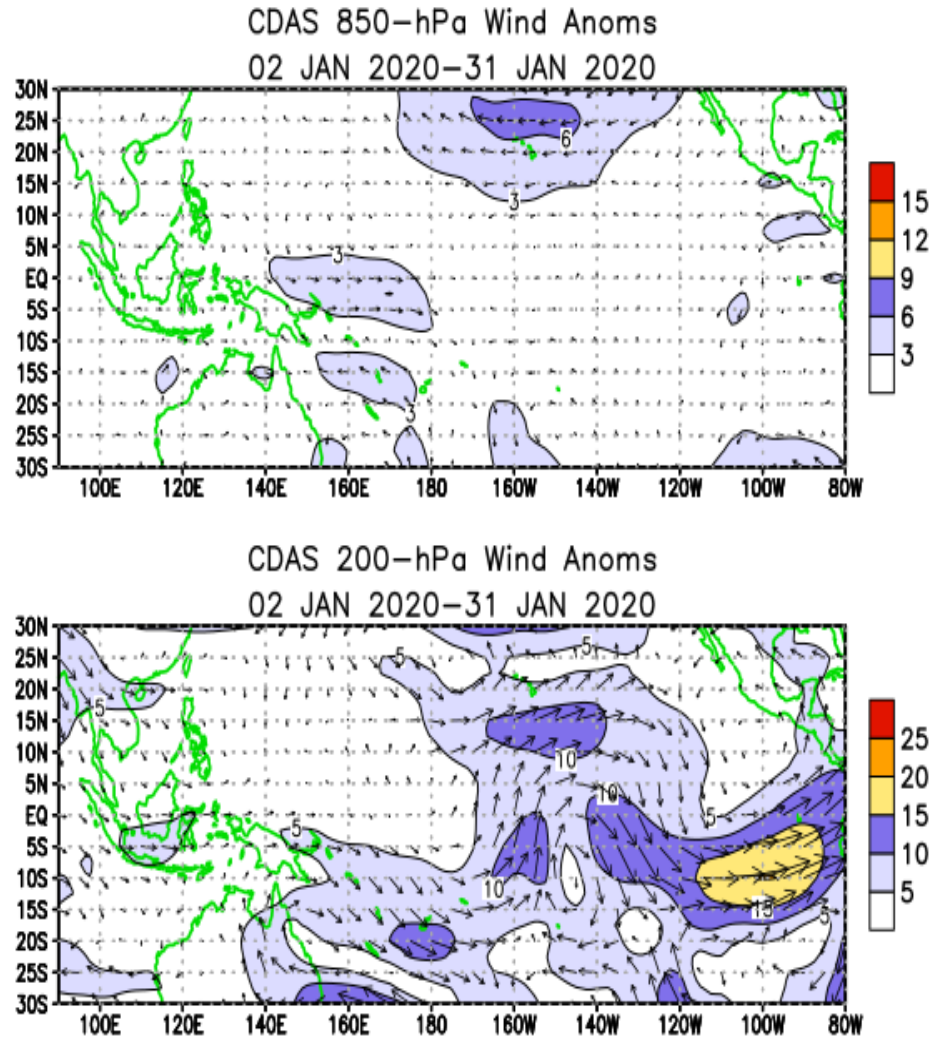 CDAS 850-hPa Wind Anoms
02 JAN 2020-31 JAN 2020
30N
25N
20N
15N
10N
5N
EQ
5S
10S
15S
20S
25S
30S
6
3
3
3
100E 120E 140E 160E 180 160W 140W 120W 100W 80W
15
12
9
6
3
CDAS 200-hPa Wind Anoms
02 JAN 2020-31 JAN 2020
30N
25N
20N
15N
10N
5N
EQ
5S
10S
15S
20S
25S
30S
5
5
5
10
10
5
5
10
15
5
100E 120E 140E 160E 180 160W 140W 120W 100W 80W
25
20
15
10
5